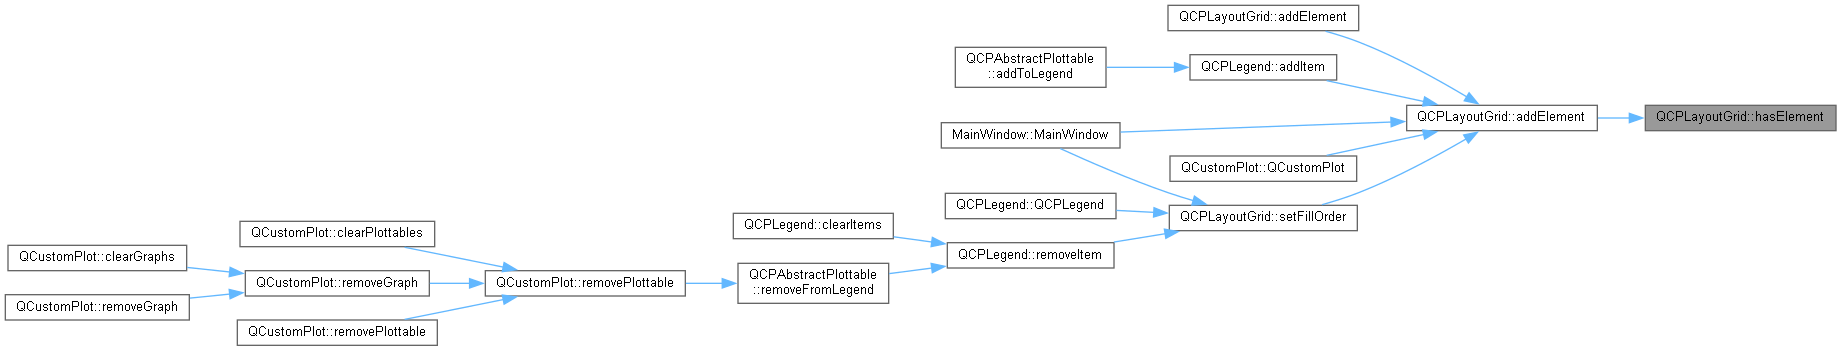 QCPLayoutGrid::addElement
QCPAbstractPlottable
::addToLegend
QCPLegend::addItem
QCPLayoutGrid::addElement
QCPLayoutGrid::hasElement
MainWindow::MainWindow
QCustomPlot::QCustomPlot
QCPLegend::QCPLegend
QCPLayoutGrid::setFillOrder
QCPLegend::clearItems
QCustomPlot::clearPlottables
QCPLegend::removeItem
QCustomPlot::clearGraphs
QCPAbstractPlottable
::removeFromLegend
QCustomPlot::removeGraph
QCustomPlot::removePlottable
QCustomPlot::removeGraph
QCustomPlot::removePlottable